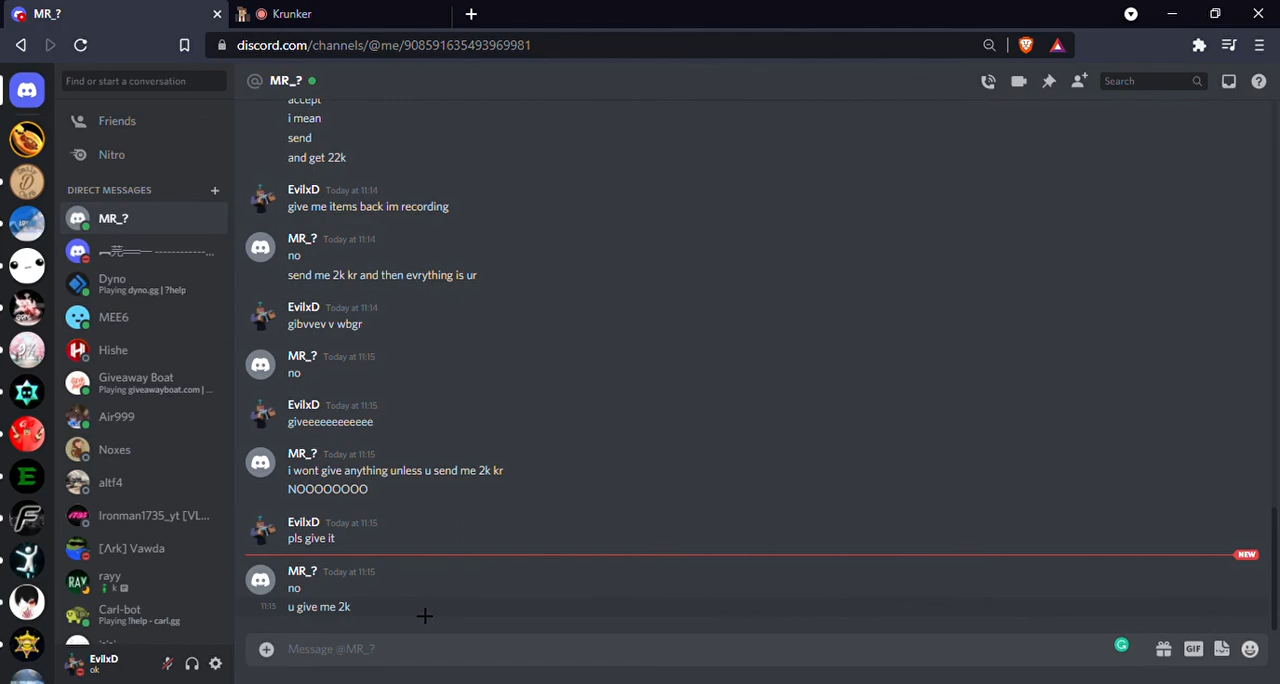 MR_?
Krunker
discord.com/channels/@me/908591635493969981
Find or start a conversation
MR_?
Search
Friends
Nitro
DIRECT MESSAGES
MR_?
Dyno
Playing dyno.gg | ?help
MEE6
Hishe
Giveaway Boat
Playing giveawayboat.com | ...
Air999
Noxes
altf4
Ironman1735_yt [VL...
[Λrk] Vawda
rayy
k
Carl-bot
Playing !help - carl.gg
EvilxD
ok
accept
i mean
send
and get 22k
EvilxD Today at 11:14
give me items back im recording
MR_? Today at 11:14
no
send me 2k kr and then evrything is ur
EvilxD Today at 11:14
gibvvev v wbgr
MR_? Today at 11:15
no
EvilxD Today at 11:15
giveeeeeeeeeeee
MR_? Today at 11:15
i wont give anything unless u send me 2k kr
NOOOOOOOO
EvilxD Today at 11:15
pls give it
NEW
MR_? Today at 11:15
no
11:15 u give me 2k
Message @MR_?
GIF